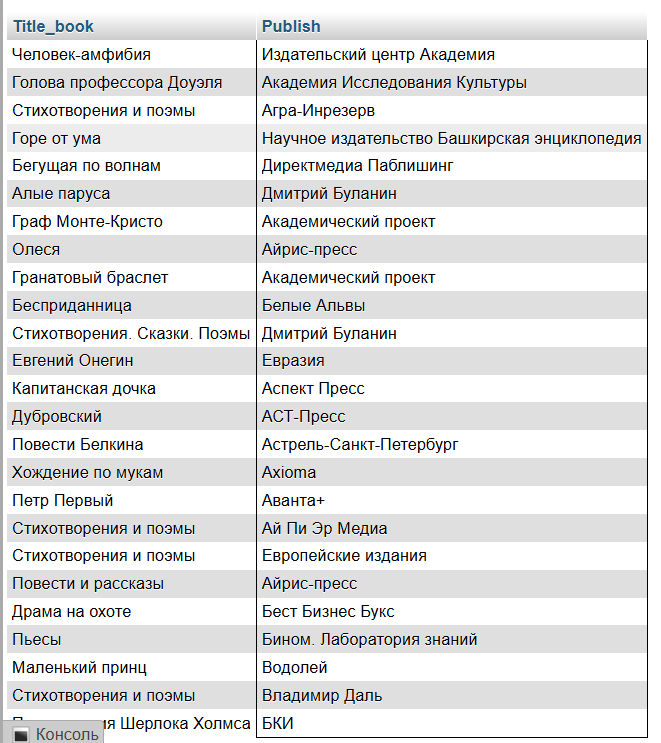 Title_book Publish
Человек-амфибия Издательский центр Академия
Голова профессора Доуэля Академия Исследования Культуры
Стихотворения и поэмы Агра-Инрезерв
Горе от ума Научное издательство Башкирская энциклопедия
Бегущая по волнам Директмедиа Паблишинг
Алые паруса Дмитрий Буланин
Граф Монте-Кристо Академический проект
Олеся Айрис-пресс
Гранатовый браслет Академический проект
Бесприданница Белые Альвы
Стихотворения. Сказки. Поэмы Дмитрий Буланин
Евгений Онегин Евразия
Капитанская дочка Аспект Пресс
Дубровский АСТ-Пресс
Повести Белкина Астрель-Санкт-Петербург
Хождение по мукам Axioma
Петр Первый Аванта+
Стихотворения и поэмы Ай Пи Эр Медиа
Стихотворения и поэмы Европейские издания
Повести и рассказы Айрис-пресс
Драма на охоте Бест Бизнес Букс
Пьесы Бином. Лаборатория знаний
Маленький принц Водолей
Стихотворения и поэмы Владимир Даль
Шерлока Холмса БКИ
Консоль